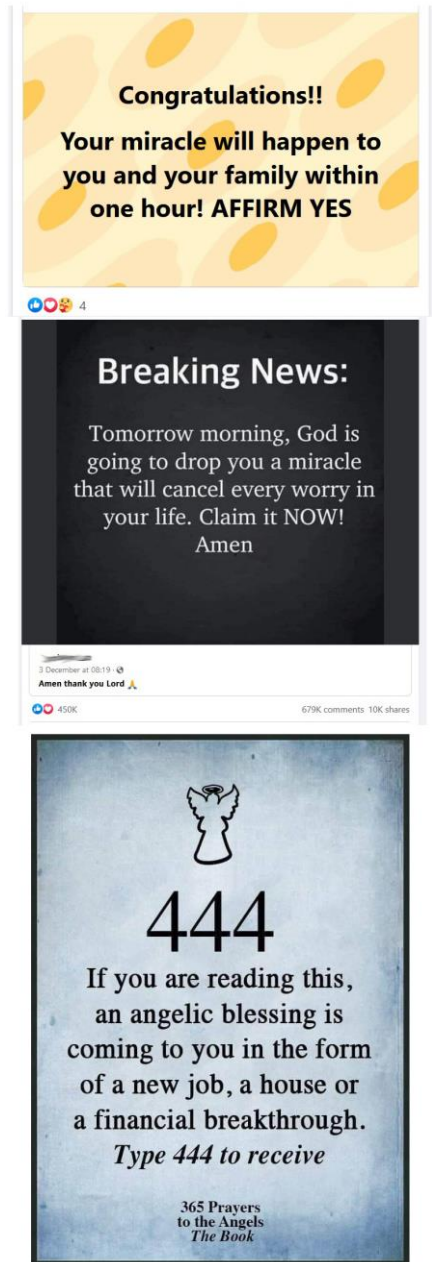 Congratulations!!
Your miracle will happen to
you and your family within
one hour! AFFIRM YES
4
Breaking News:
Tomorrow morning, God is
going to drop you a miracle
that will cancel every worry in
your life. Claim it NOW!
Amen
3 December at 08:19 ·
Amen thank you Lord 🙏
450K 679K comments 10K shares
444
If you are reading this,
an angelic blessing is
coming to you in the form
of a new job, a house or
a financial breakthrough.
Type 444 to receive
365 Prayers
to the Angels
The Book